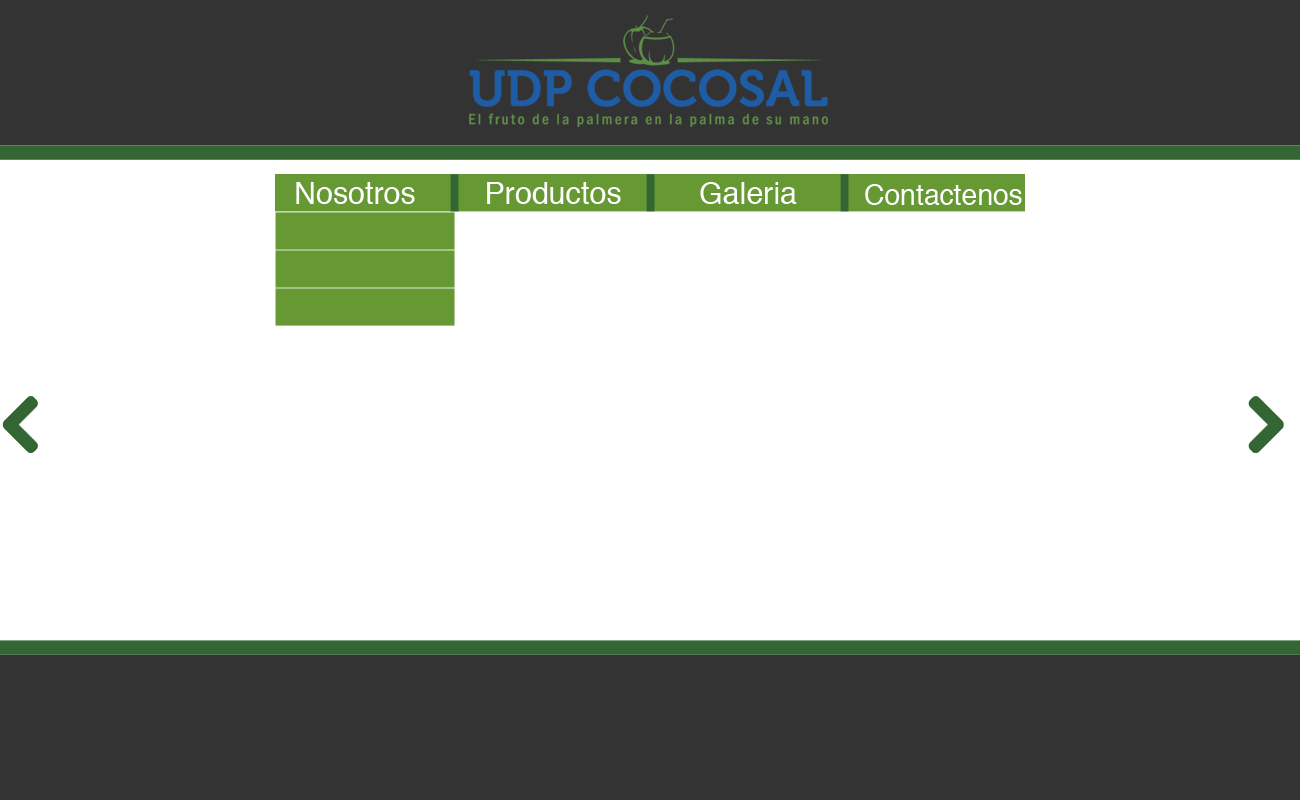 UDP COCOSAL
El fruto de la palmera en la palma de su mano
Nosotros Productos Galeria Contactenos